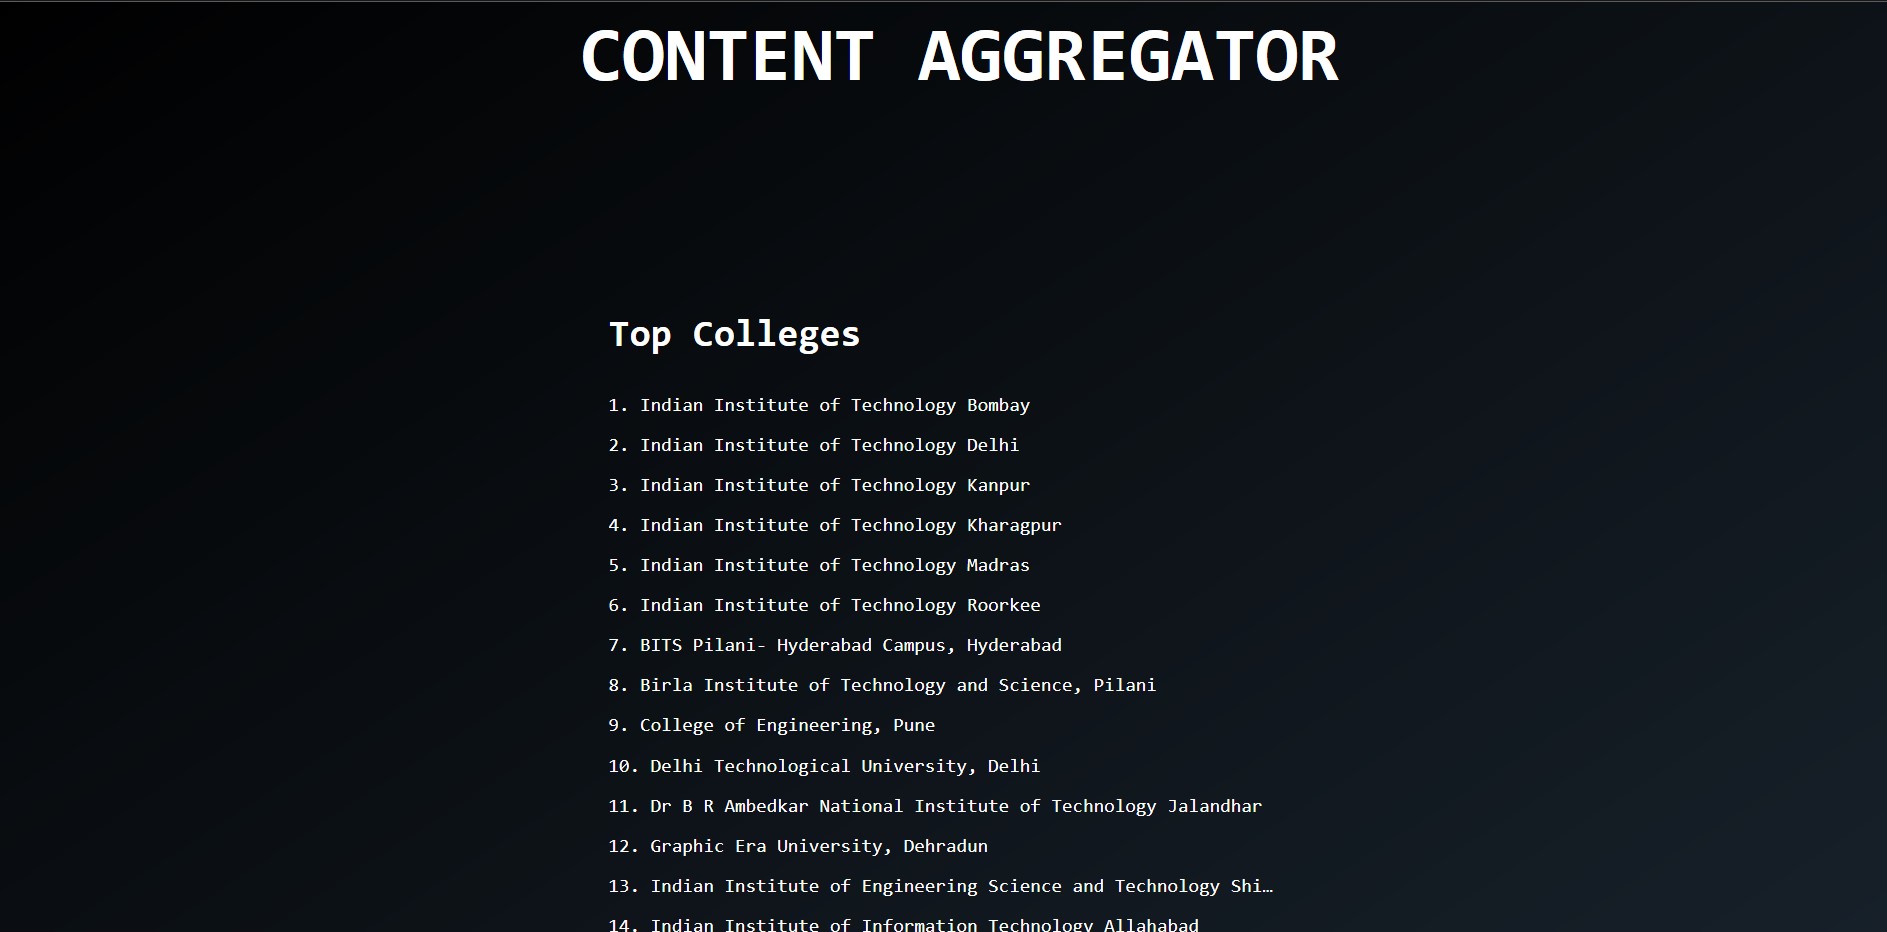 CONTENT AGGREGATOR
Top Colleges
1. Indian Institute of Technology Bombay
2. Indian Institute of Technology Delhi
3. Indian Institute of Technology Kanpur
4. Indian Institute of Technology Kharagpur
5. Indian Institute of Technology Madras
6. Indian Institute of Technology Roorkee
7. BITS Pilani- Hyderabad Campus, Hyderabad
8. Birla Institute of Technology and Science, Pilani
9. College of Engineering, Pune
10. Delhi Technological University, Delhi
11. Dr B R Ambedkar National Institute of Technology Jalandhar
12. Graphic Era University, Dehradun
13. Indian Institute of Engineering Science and Technology Shi…
14. Indian Institute of Information Technology Allahabad